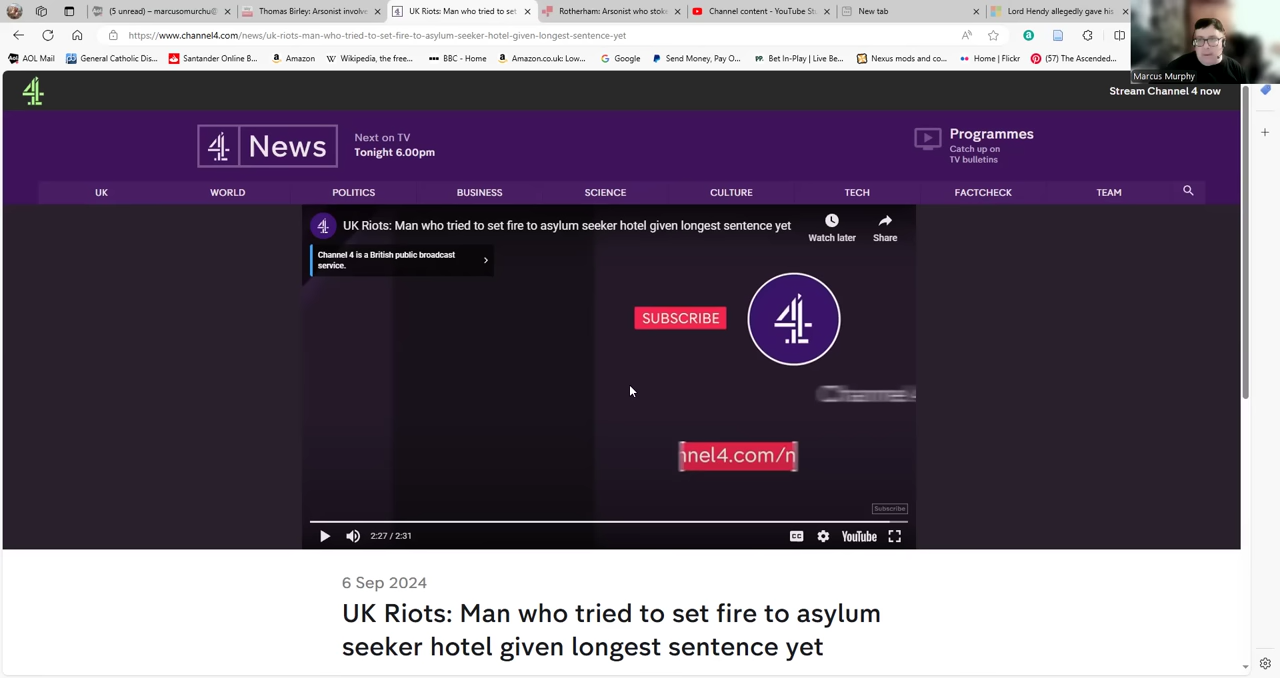 (5 unread) – marcusomurchu@
Thomas Birley: Arsonist involve
UK Riots: Man who tried to set
Rotherham: Arsonist who stok
Channel content - YouTube St
New tab
Lord Hendy allegedly gave his
https://www.channel4.com/news/uk-riots-man-who-tried-to-set-fire-to-asylum-seeker-hotel-given-longest-sentence-yet
AOL Mail
General Catholic Dis...
Santander Online B...
Amazon
Wikipedia, the free...
BBC - Home
Amazon.co.uk: Low...
Google
Send Money, Pay O...
Bet In-Play | Live Be...
Nexus mods and co...
Home | Flickr
(57) The Ascended...
Marcus Murphy
Stream Channel 4 now
4 News
Next on TV
Tonight 6.00pm
Programmes
Catch up on
TV bulletins
UK
WORLD
POLITICS
BUSINESS
SCIENCE
CULTURE
TECH
FACTCHECK
TEAM
UK Riots: Man who tried to set fire to asylum seeker hotel given longest sentence yet
Watch later
Share
Channel 4 is a British public broadcast
service.
SUBSCRIBE
nnel4.com/n
Subscribe
2:27 / 2:31
CC
YouTube
6 Sep 2024
UK Riots: Man who tried to set fire to asylum
seeker hotel given longest sentence yet